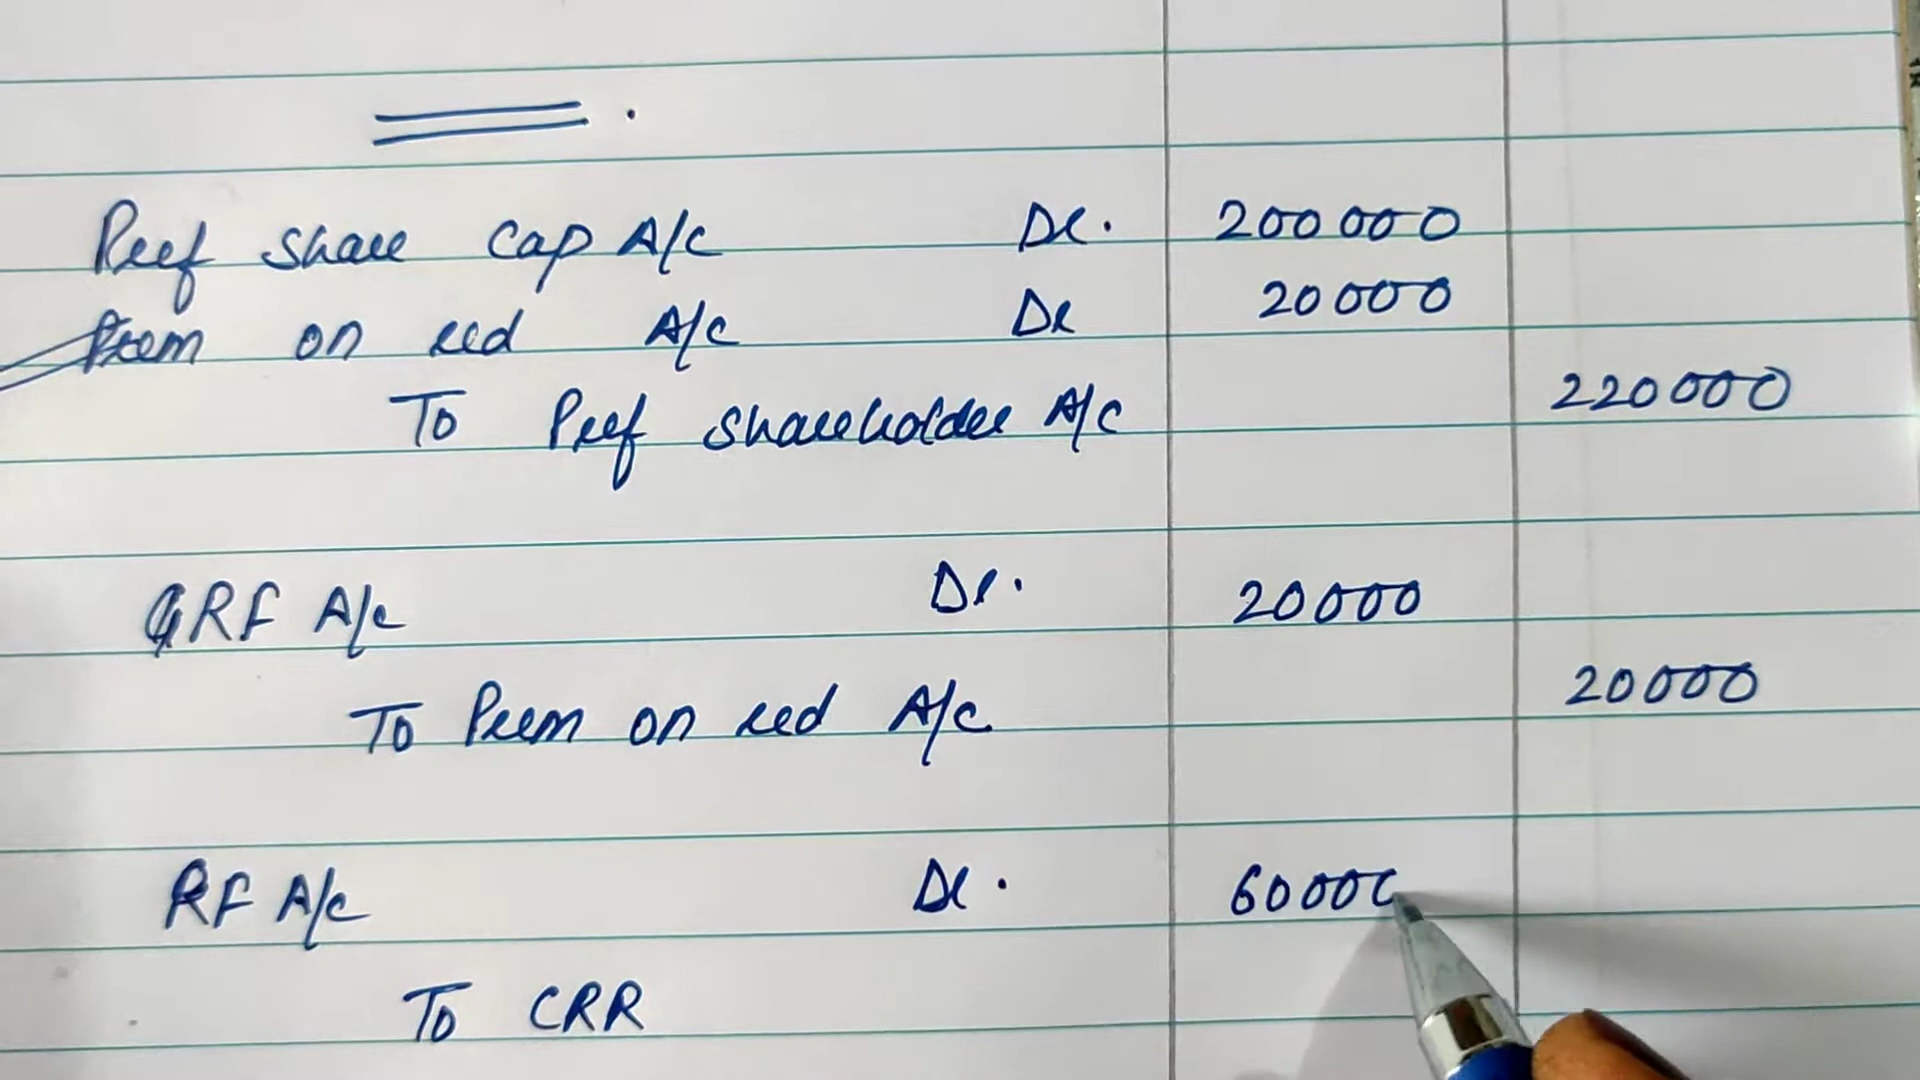 Pref share cap A/c Dr. 200000
Prem on red A/c Dr 20000
To Pref shareholder A/c 220000
GRF A/c Dr. 20000
To Prem on red A/c 20000
RF A/c Dr. 60000
To CRR